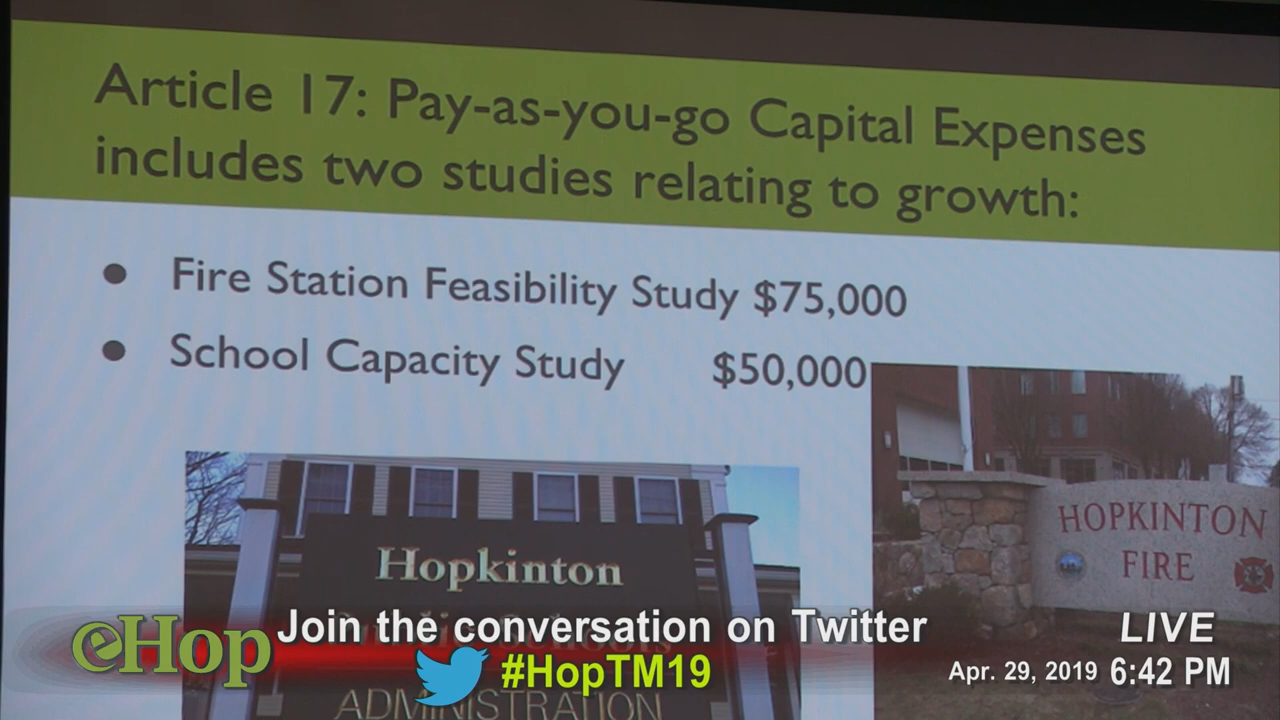 Article 17: Pay-as-you-go Capital Expenses
includes two studies relating to growth:
● Fire Station Feasibility Study $75,000
● School Capacity Study $50,000
HOPKINTON
FIRE
Hopkinton
ADMINISTRATION
eHop
Join the conversation on Twitter
#HopTM19
LIVE
Apr. 29, 2019 6:42 PM